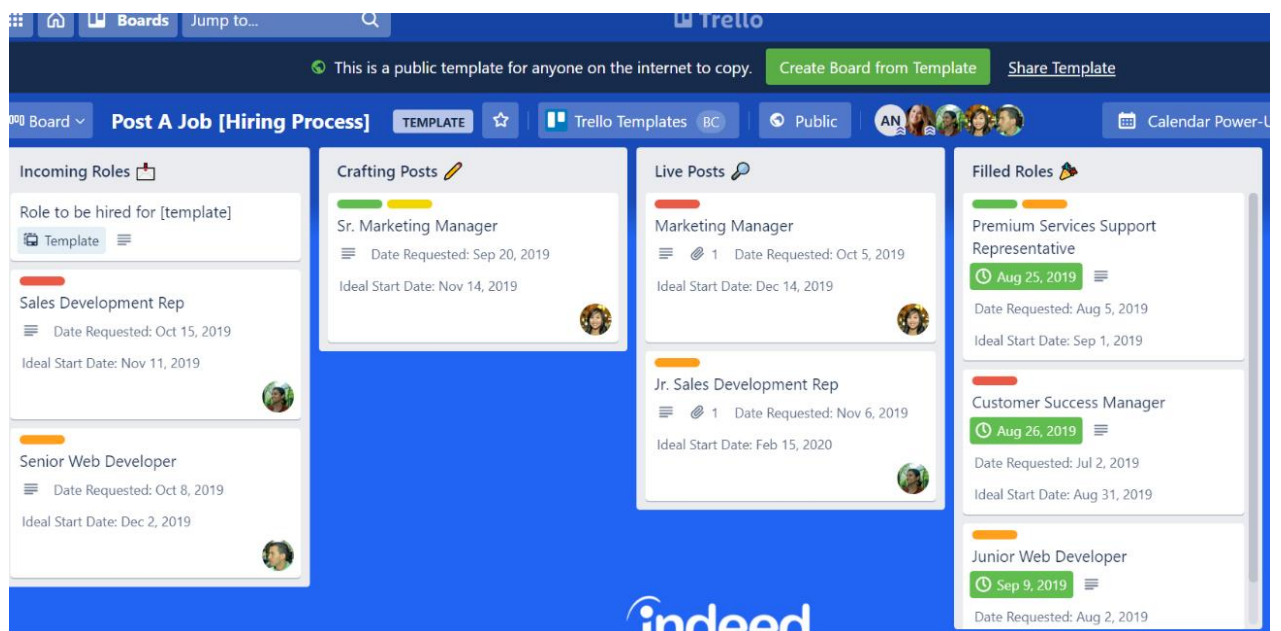 Boards Jump to...
Trello
This is a public template for anyone on the internet to copy. Create Board from Template Share Template
Board Post A Job [Hiring Process] TEMPLATE Trello Templates BC Public AN Calendar Power-U
Incoming Roles
Role to be hired for [template]
Template
Sales Development Rep
Date Requested: Oct 15, 2019
Ideal Start Date: Nov 11, 2019
Senior Web Developer
Date Requested: Oct 8, 2019
Ideal Start Date: Dec 2, 2019
Crafting Posts
Sr. Marketing Manager
Date Requested: Sep 20, 2019
Ideal Start Date: Nov 14, 2019
Live Posts
Marketing Manager
1 Date Requested: Oct 5, 2019
Ideal Start Date: Dec 14, 2019
Jr. Sales Development Rep
1 Date Requested: Nov 6, 2019
Ideal Start Date: Feb 15, 2020
Filled Roles
Premium Services Support
Representative
Aug 25, 2019
Date Requested: Aug 5, 2019
Ideal Start Date: Sep 1, 2019
Customer Success Manager
Aug 26, 2019
Date Requested: Jul 2, 2019
Ideal Start Date: Aug 31, 2019
Junior Web Developer
Sep 9, 2019
Date Requested: Aug 2, 2019
indeed